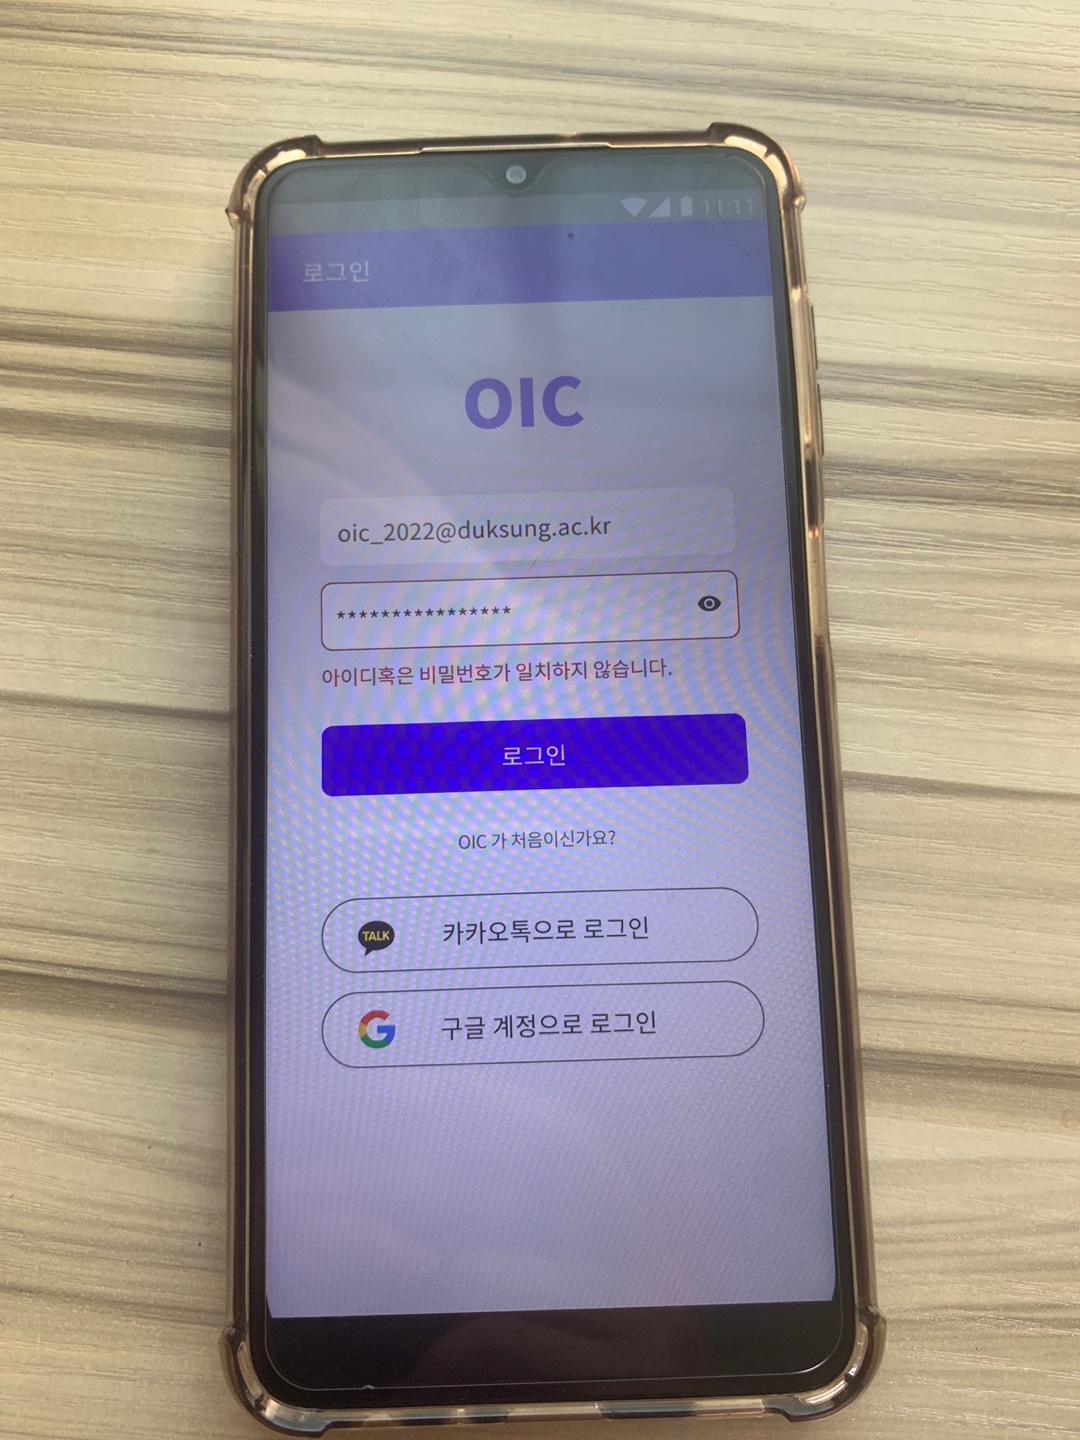 11:11
로그인
OIC
oic_2022@duksung.ac.kr
****************
아이디혹은 비밀번호가 일치하지 않습니다.
로그인
OIC 가 처음이신가요?
TALK 카카오톡으로 로그인
G 구글 계정으로 로그인